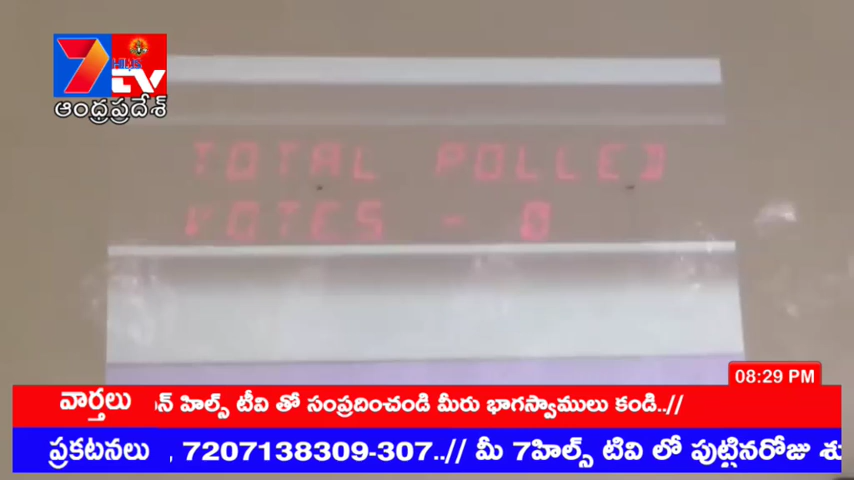 7
HILLS
TV
ఆంధ్రప్రదేశ్
TOTAL POLLED
VOTES - 0
08:29 PM
వార్తలు న్ హిల్స్ టీవి తో సంప్రదించండి మీరు భాగస్వాములు కండి..//
ప్రకటనలు , 7207138309-307..// మీ 7హిల్స్ టివి లో పుట్టినరోజు శు